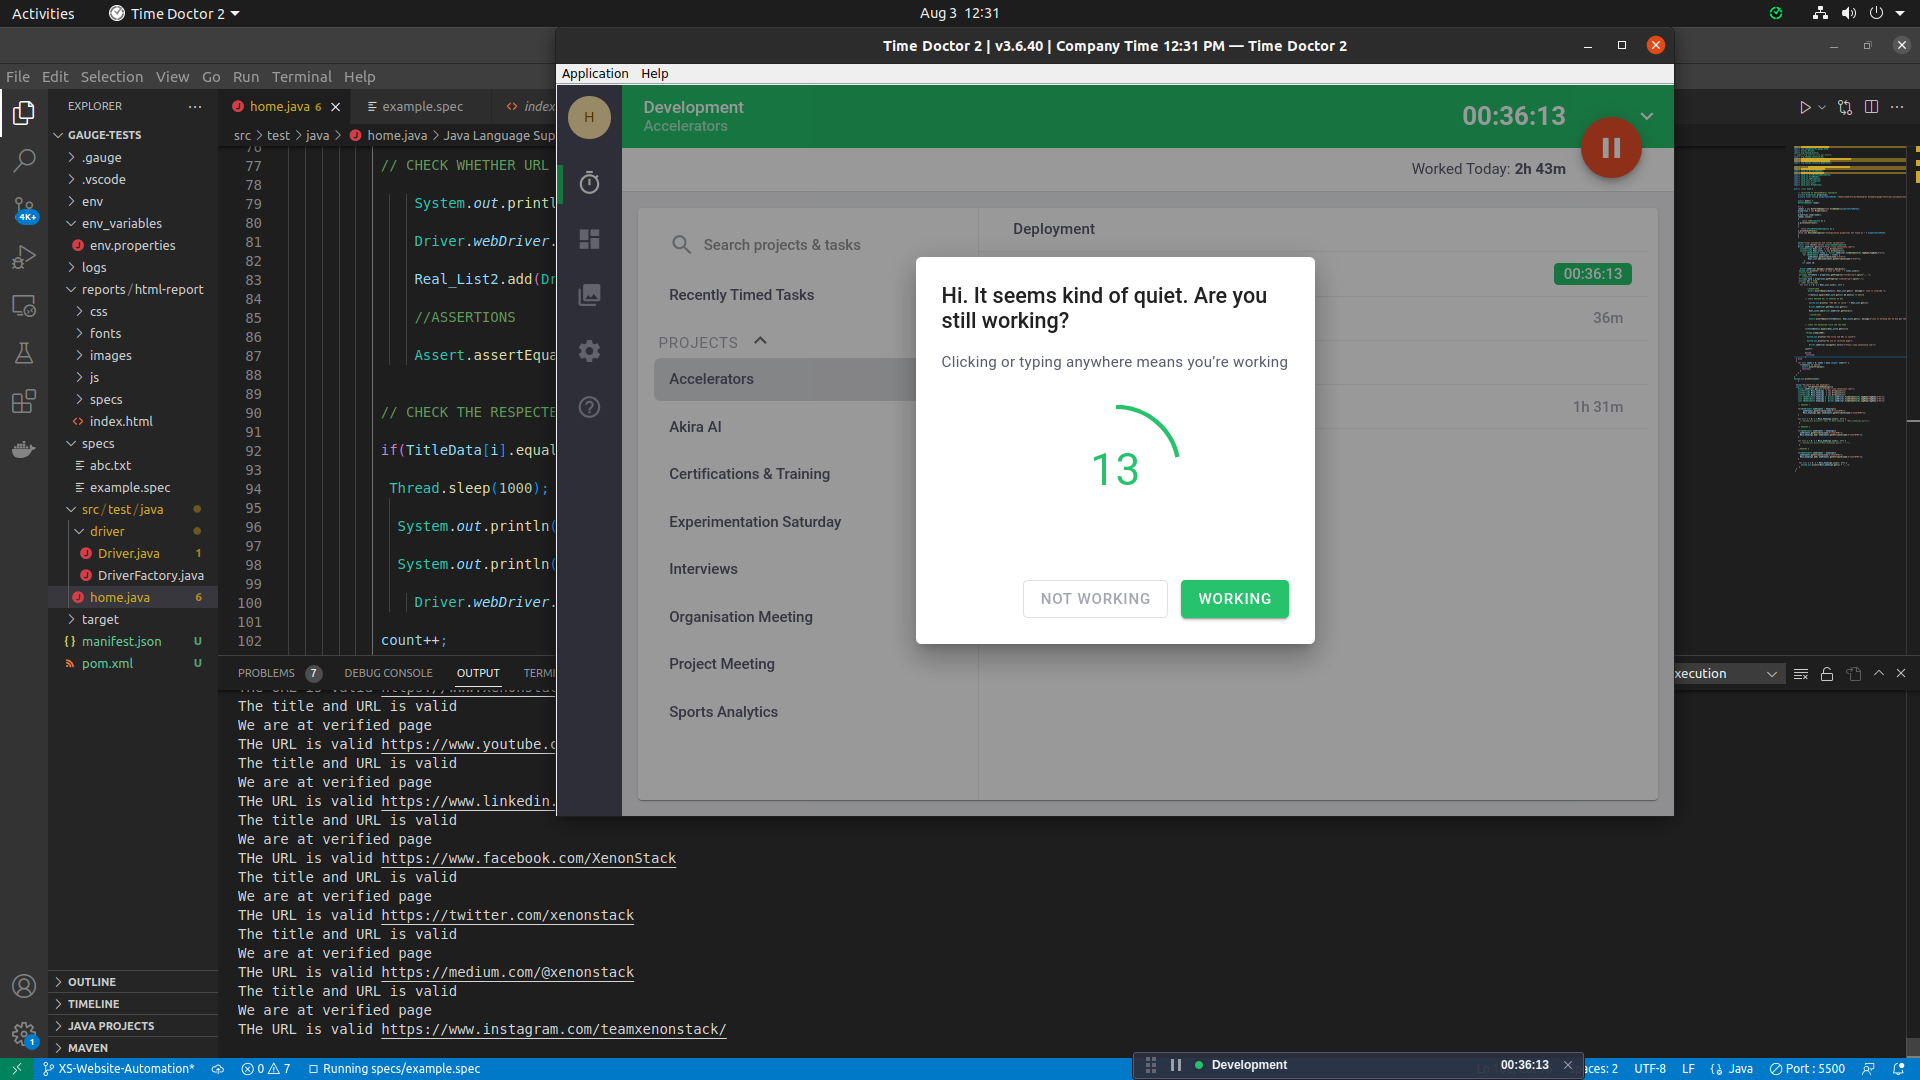 Activities
Time Doctor 2
Aug 3 12:31
File Edit Selection View Go Run Terminal Help
EXPLORER
GAUGE-TESTS
.gauge
.vscode
env
env_variables
env.properties
logs
reports/html-report
css
fonts
images
js
specs
index.html
specs
abc.txt
example.spec
src/test/java
driver
Driver.java 1
DriverFactory.java
home.java 6
target
manifest.json U
pom.xml U
OUTLINE
TIMELINE
JAVA PROJECTS
MAVEN
4K+
1
home.java 6
example.spec
index
src > test > java > home.java > Java Language Sup
76
77 // CHECK WHETHER URL
78
79 System.out.printl
80
81 Driver.webDriver.
82
83 Real_List2.add(Dr
84
85 //ASSERTIONS
86
87 Assert.assertEqua
88
89
90 // CHECK THE RESPECTE
91
92 if(TitleData[i].equal
93
94 Thread.sleep(1000);
95
96 System.out.println(
97
98 System.out.println(
99
100 Driver.webDriver.
101
102 count++;
PROBLEMS 7 DEBUG CONSOLE OUTPUT TERMI
xecution
The URL is valid https://www.xenonstac
The title and URL is valid
We are at verified page
THe URL is valid https://www.youtube.c
The title and URL is valid
We are at verified page
THe URL is valid https://www.linkedin.
The title and URL is valid
We are at verified page
THe URL is valid https://www.facebook.com/XenonStack
The title and URL is valid
We are at verified page
THe URL is valid https://twitter.com/xenonstack
The title and URL is valid
We are at verified page
THe URL is valid https://medium.com/@xenonstack
The title and URL is valid
We are at verified page
THe URL is valid https://www.instagram.com/teamxenonstack/
Time Doctor 2 | v3.6.40 | Company Time 12:31 PM — Time Doctor 2
Application Help
H
Development
Accelerators
00:36:13
Worked Today: 2h 43m
Search projects & tasks
Recently Timed Tasks
PROJECTS
Accelerators
Akira AI
Certifications & Training
Experimentation Saturday
Interviews
Organisation Meeting
Project Meeting
Sports Analytics
Deployment
00:36:13
36m
1h 31m
Hi. It seems kind of quiet. Are you
still working?
Clicking or typing anywhere means you’re working
13
NOT WORKING
WORKING
XS-Website-Automation*
0 7
Running specs/example.spec
Development 00:36:13
aces: 2
UTF-8
LF
Java
Port : 5500